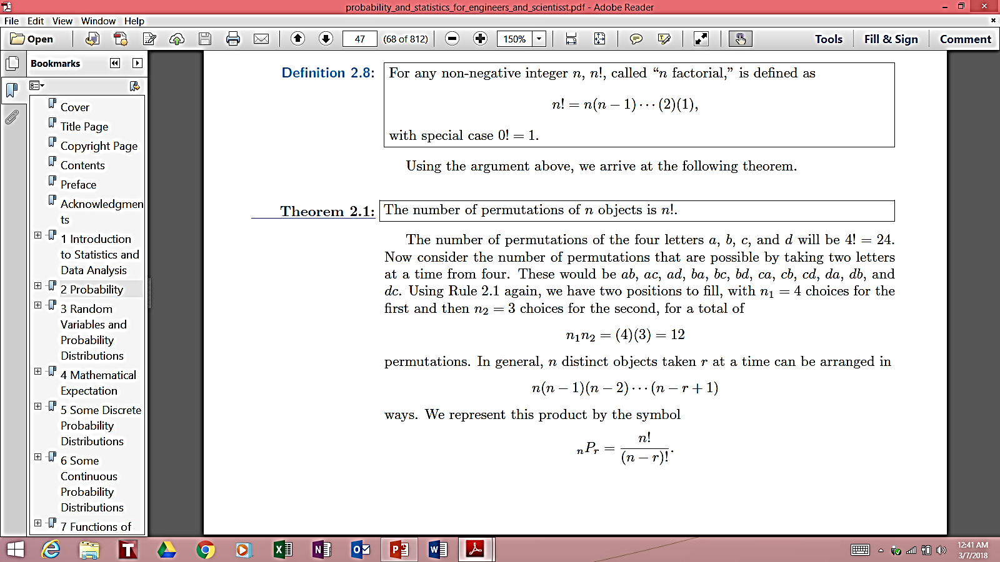 probability_and_statistics_for_engineers_and_scientisst.pdf - Adobe Reader
File Edit View Window Help
Open
47
(68 of 812)
150%
Tools
Fill & Sign
Comment
Bookmarks
Cover
Title Page
Copyright Page
Contents
Preface
Acknowledgmen
ts
1 Introduction
to Statistics and
Data Analysis
2 Probability
3 Random
Variables and
Probability
Distributions
4 Mathematical
Expectation
5 Some Discrete
Probability
Distributions
6 Some
Continuous
Probability
Distributions
7 Functions of
Definition 2.8:
For any non-negative integer n, n!, called “n factorial,” is defined as
n! = n(n − 1) ··· (2)(1),
with special case 0! = 1.
Using the argument above, we arrive at the following theorem.
Theorem 2.1:
The number of permutations of n objects is n!.
The number of permutations of the four letters a, b, c, and d will be 4! = 24.
Now consider the number of permutations that are possible by taking two letters
at a time from four. These would be ab, ac, ad, ba, bc, bd, ca, cb, cd, da, db, and
dc. Using Rule 2.1 again, we have two positions to fill, with n₁ = 4 choices for the
first and then n₂ = 3 choices for the second, for a total of
n₁n₂ = (4)(3) = 12
permutations. In general, n distinct objects taken r at a time can be arranged in
n(n − 1)(n − 2) ··· (n − r + 1)
ways. We represent this product by the symbol
ₙPᵣ = n! / (n − r)! .
12:41 AM
3/7/2018